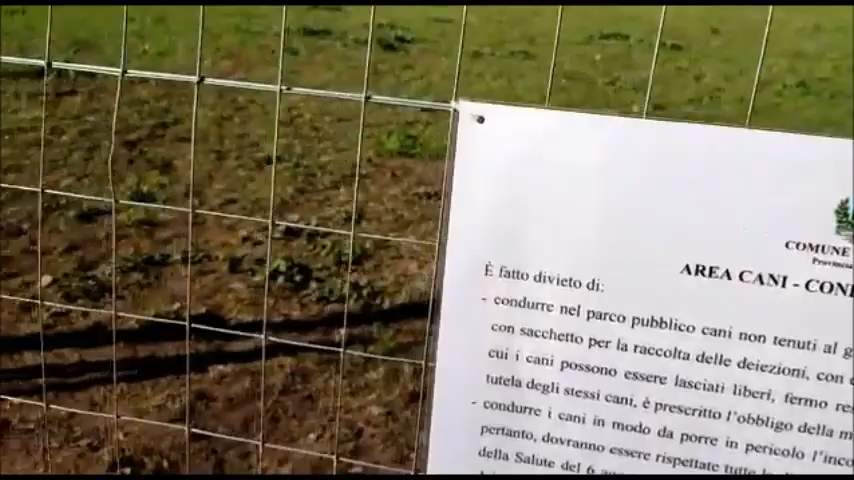 COMUNE
Provincia
AREA CANI - CON
È fatto divieto di:
- condurre nel parco pubblico cani non tenuti al g
con sacchetto per la raccolta delle deiezioni, con
cui i cani possono essere lasciati liberi, fermo res
tutela degli stessi cani, è prescritto l'obbligo della m
- condurre i cani in modo da porre in pericolo l'inco
pertanto, dovranno essere rispettate tutte le
della Salute del 6